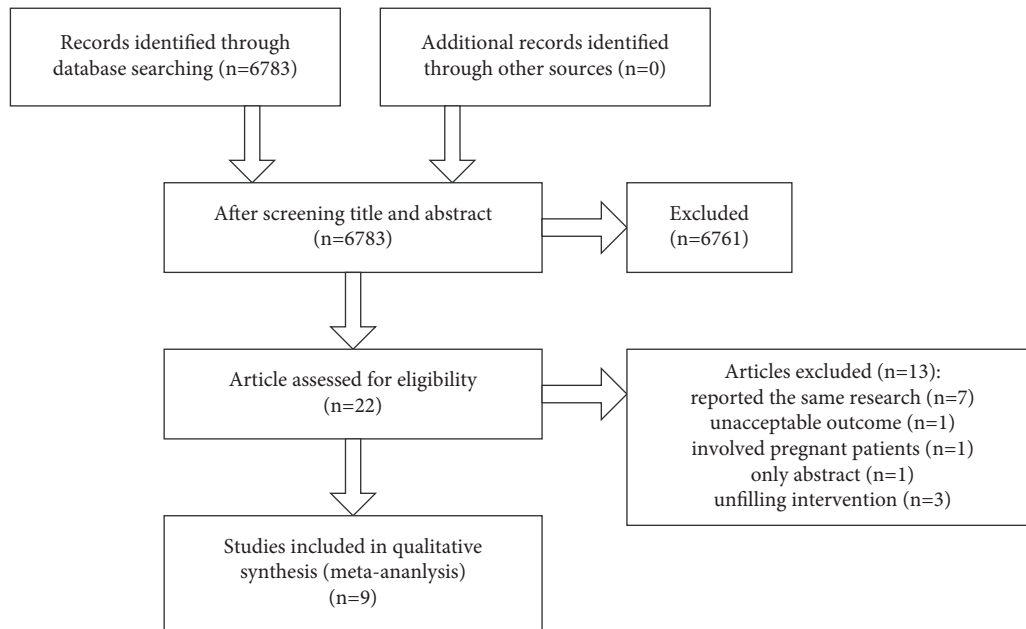 Records identified through
database searching (n=6783)
Additional records identified
through other sources (n=0)
After screening title and abstract
(n=6783)
Excluded
(n=6761)
Article assessed for eligibility
(n=22)
Articles excluded (n=13):
reported the same research (n=7)
unacceptable outcome (n=1)
involved pregnant patients (n=1)
only abstract (n=1)
unfilling intervention (n=3)
Studies included in qualitative
synthesis (meta-ananlysis)
(n=9)